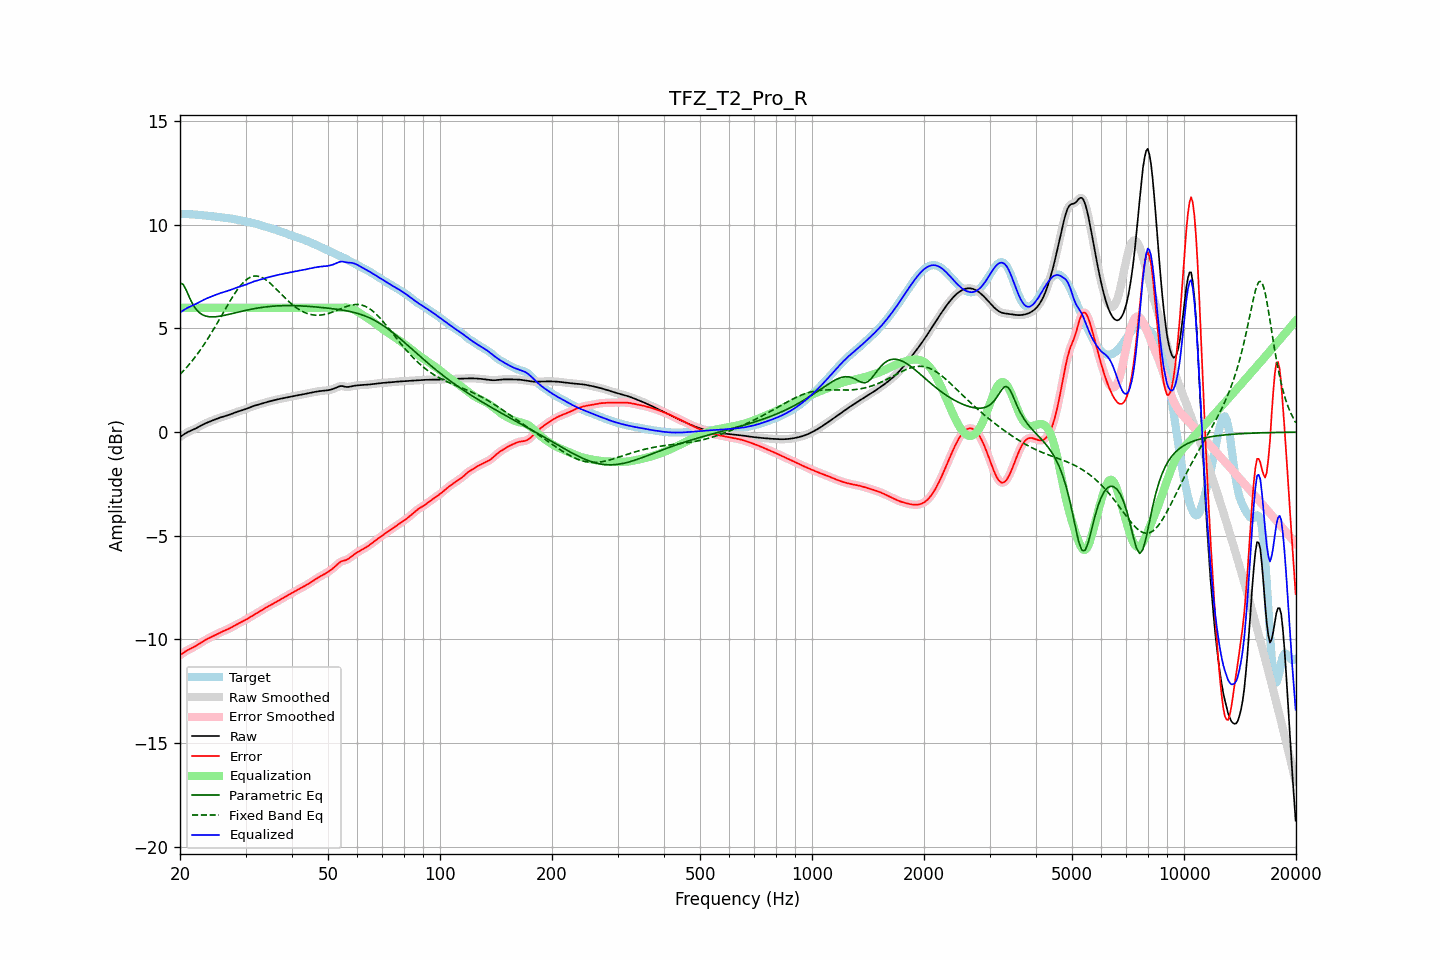 TFZ_T2_Pro_R
Amplitude (dBr)
15
10
5
0
−5
−10
−15
−20
Target
Raw Smoothed
Error Smoothed
Raw
Error
Equalization
Parametric Eq
Fixed Band Eq
Equalized
20
50
100
200
500
1000
2000
5000
10000
20000
Frequency (Hz)